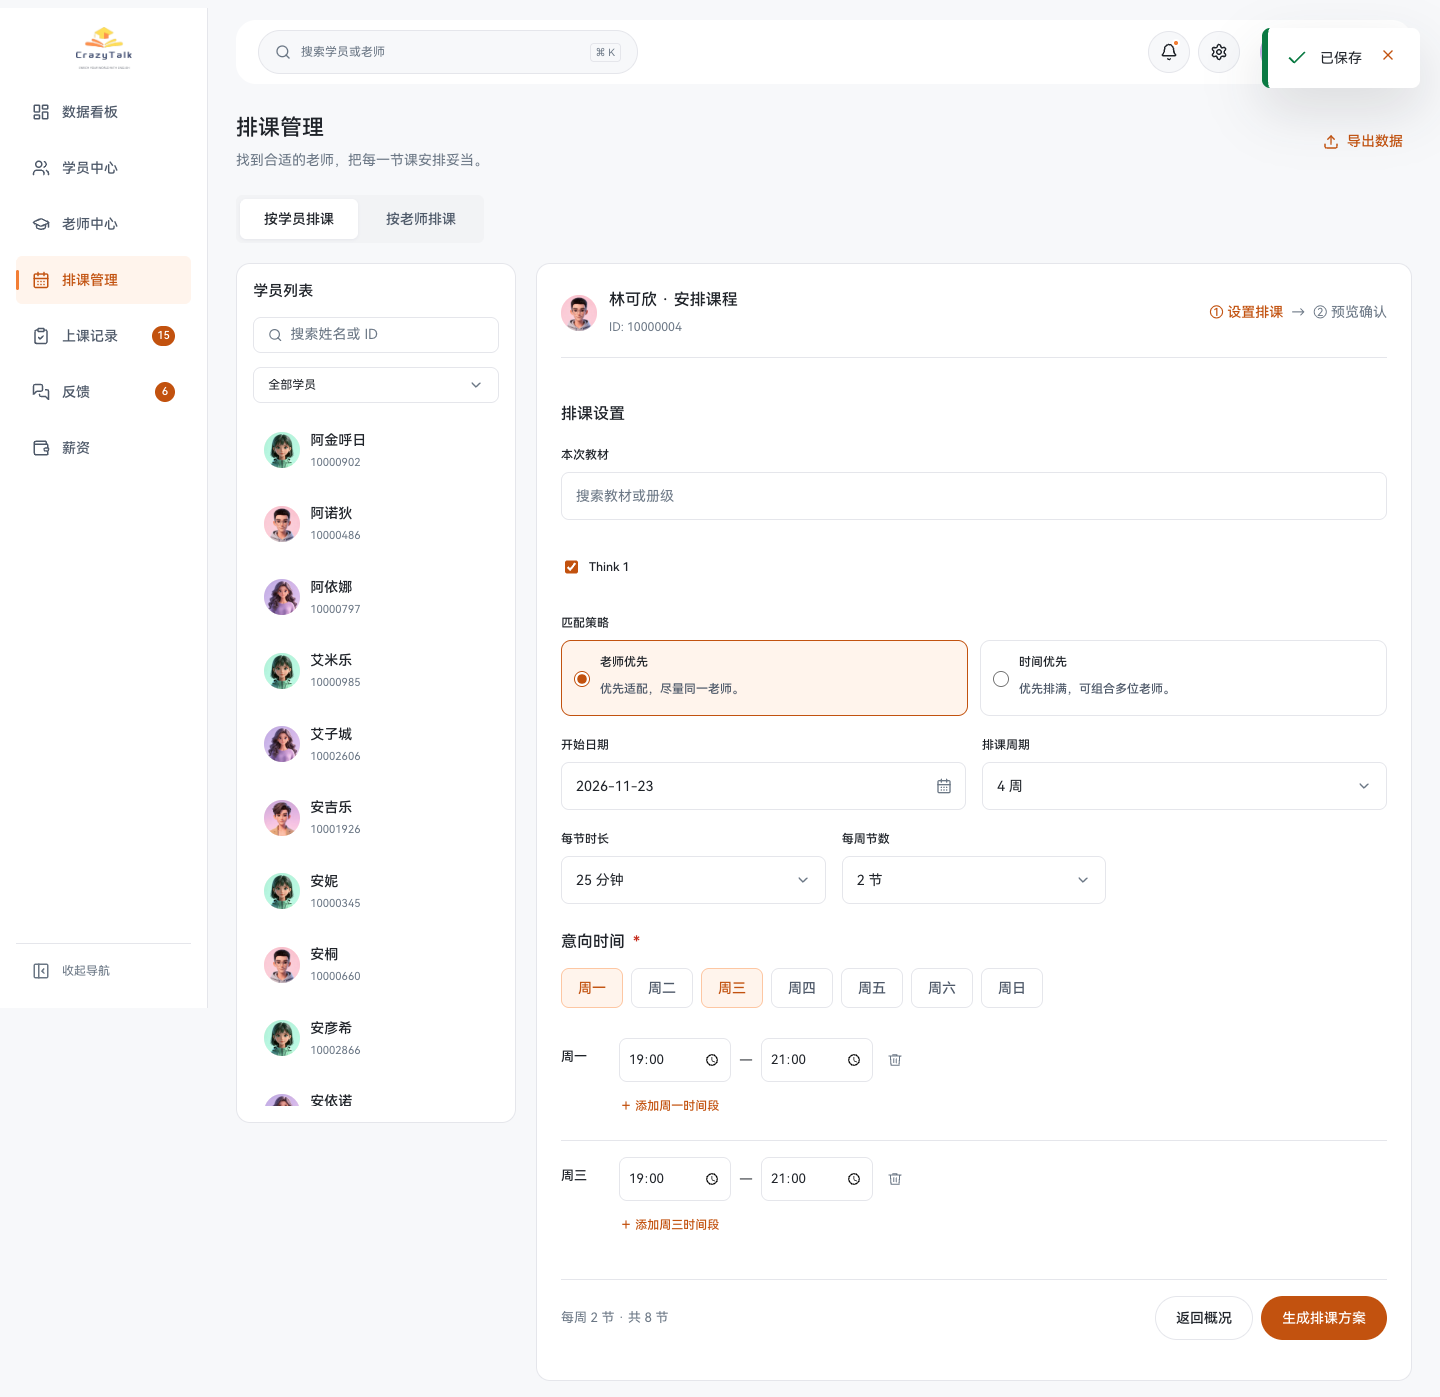 CrazyTalk
搜索学员或老师
⌘ K
已保存
数据看板
学员中心
老师中心
排课管理
上课记录 15
反馈 6
薪资
收起导航
排课管理
找到合适的老师，把每一节课安排妥当。
导出数据
按学员排课
按老师排课
学员列表
搜索姓名或 ID
全部学员
阿金呼日
10000902
阿诺狄
10000486
阿依娜
10000797
艾米乐
10000985
艾子城
10002606
安吉乐
10001926
安妮
10000345
安桐
10000660
安彦希
10002866
安依诺
林可欣 · 安排课程
ID: 10000004
① 设置排课 → ② 预览确认
排课设置
本次教材
搜索教材或册级
Think 1
匹配策略
老师优先
优先适配，尽量同一老师。
时间优先
优先排满，可组合多位老师。
开始日期
2026-11-23
排课周期
4 周
每节时长
25 分钟
每周节数
2 节
意向时间 *
周一 周二 周三 周四 周五 周六 周日
周一 19:00 — 21:00
+ 添加周一时间段
周三 19:00 — 21:00
+ 添加周三时间段
每周 2 节 · 共 8 节
返回概况
生成排课方案